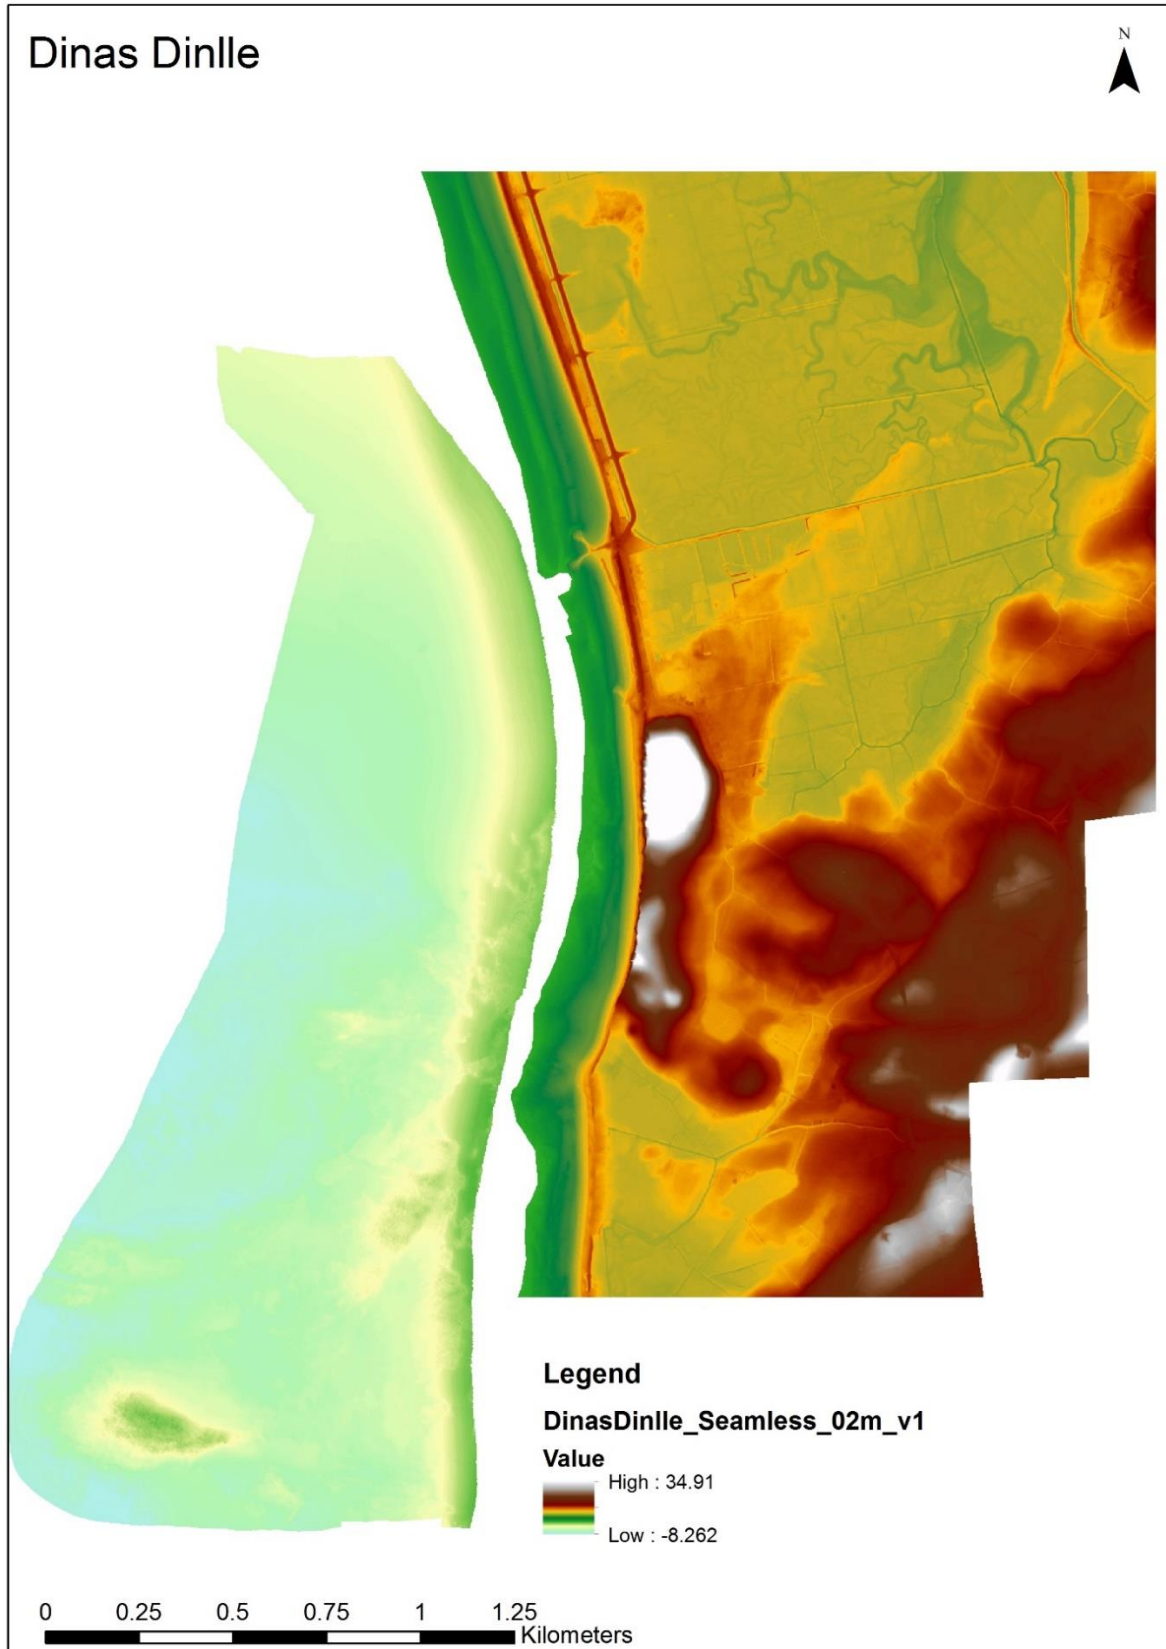 Dinas Dinlle
N
Legend
DinasDinlle_Seamless_02m_v1
Value
High : 34.91
Low : -8.262
0 0.25 0.5 0.75 1 1.25
Kilometers